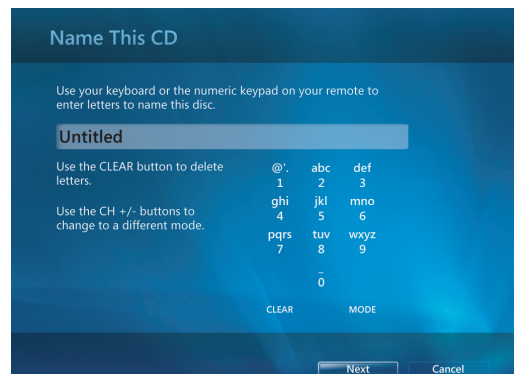 Name This CD
Use your keyboard or the numeric keypad on your remote to
enter letters to name this disc.
Untitled
Use the CLEAR button to delete
letters.
Use the CH +/- buttons to
change to a different mode.
@'. abc def
1 2 3
ghi jkl mno
4 5 6
pqrs tuv wxyz
7 8 9
_
0
CLEAR MODE
Next Cancel